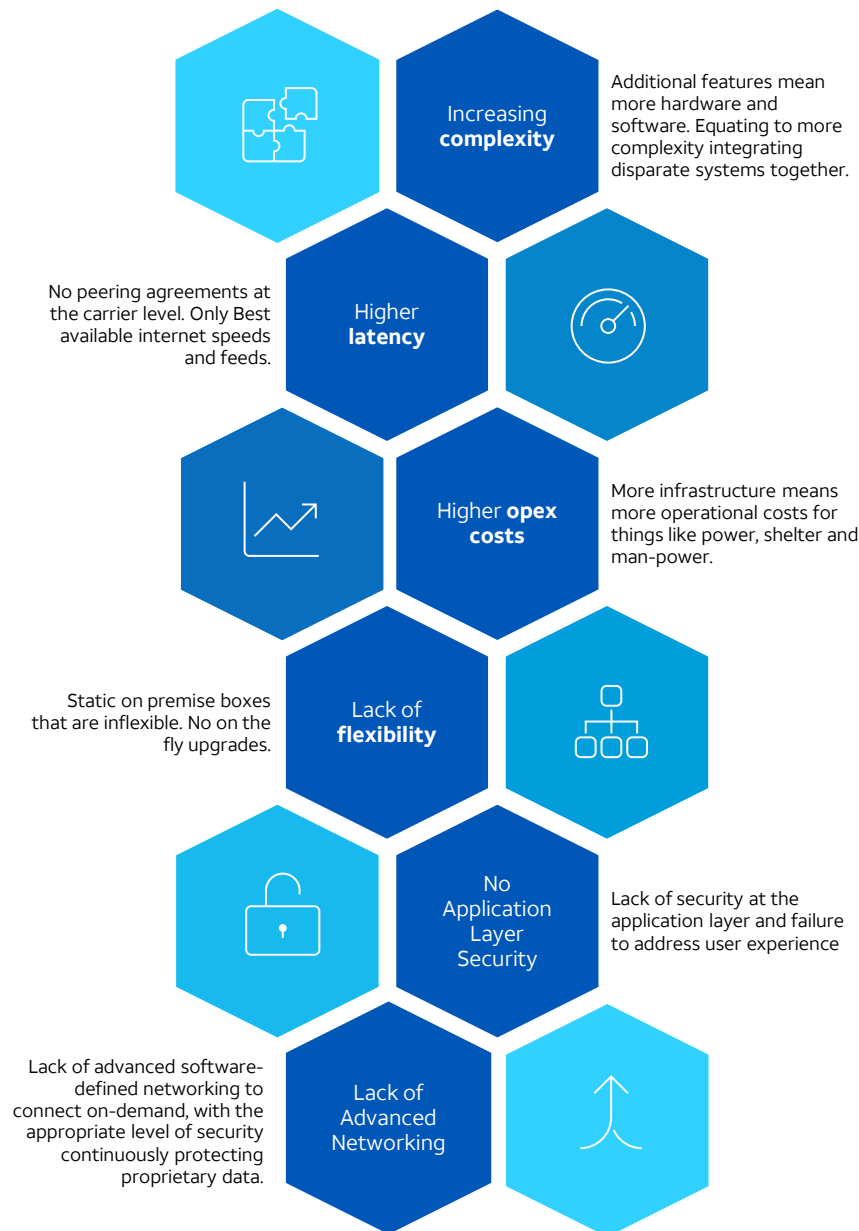 Increasing
complexity
Additional features mean
more hardware and
software. Equating to more
complexity integrating
disparate systems together.
No peering agreements at
the carrier level. Only Best
available internet speeds
and feeds.
Higher
latency
Higher opex
costs
More infrastructure means
more operational costs for
things like power, shelter and
man-power.
Static on premise boxes
that are inflexible. No on the
fly upgrades.
Lack of
flexibility
No
Application
Layer
Security
Lack of security at the
application layer and failure
to address user experience
Lack of advanced software-
defined networking to
connect on-demand, with the
appropriate level of security
continuously protecting
proprietary data.
Lack of
Advanced
Networking